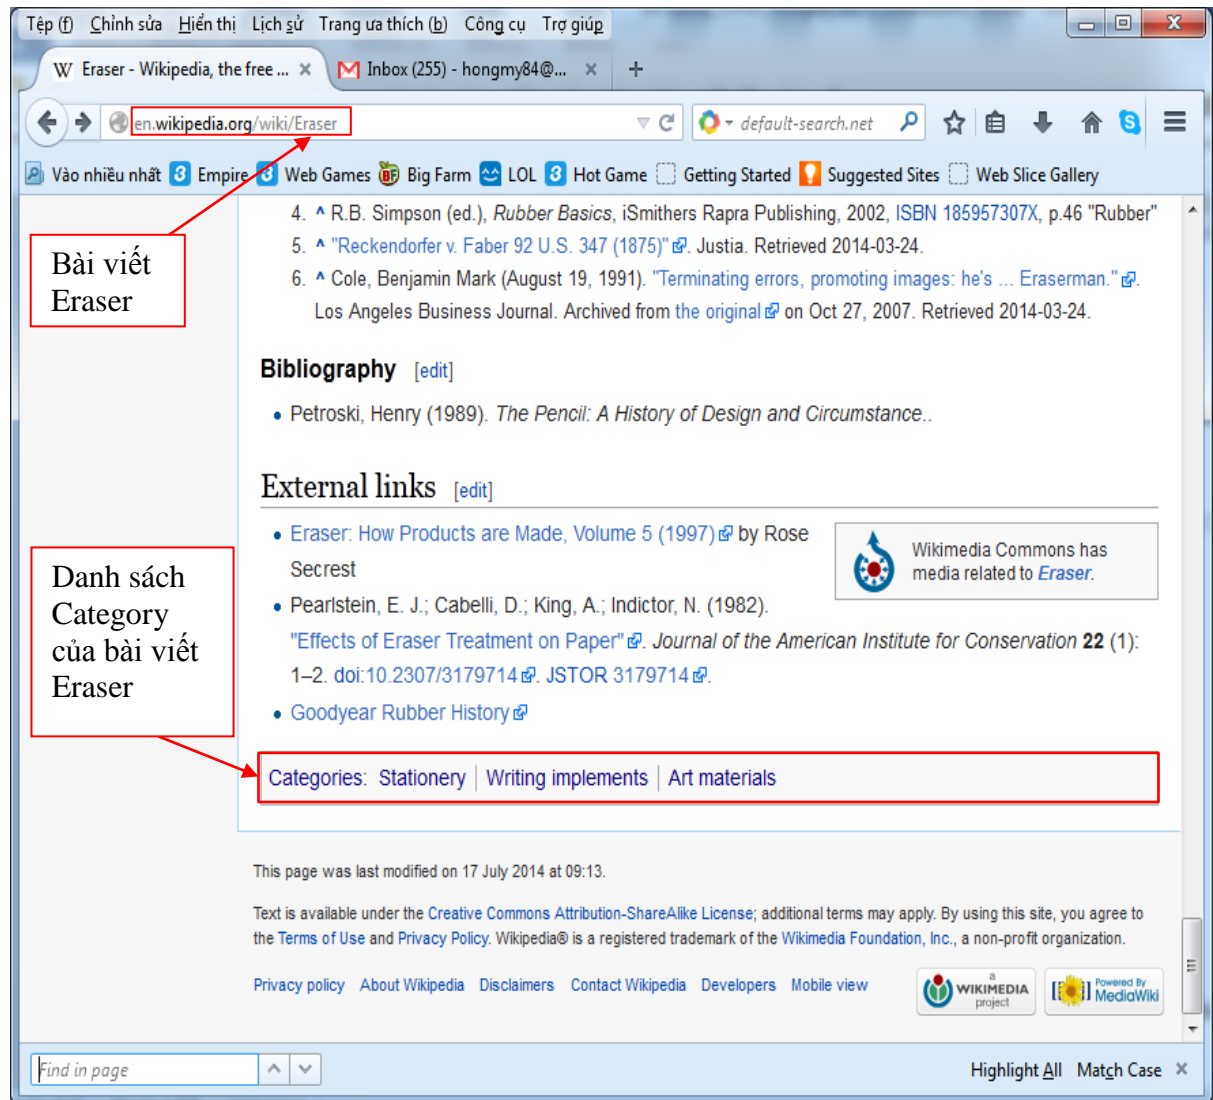 Tệp (f) Chỉnh sửa Hiển thị Lịch sử Trang ưa thích (b) Công cụ Trợ giúp
W Eraser - Wikipedia, the free ... × Inbox (255) - hongmy84@... × +
en.wikipedia.org/wiki/Eraser default-search.net
Vào nhiều nhất Empire Web Games Big Farm LOL Hot Game Getting Started Suggested Sites Web Slice Gallery
4. ^ R.B. Simpson (ed.), Rubber Basics, iSmithers Rapra Publishing, 2002, ISBN 185957307X, p.46 "Rubber"
5. ^ "Reckendorfer v. Faber 92 U.S. 347 (1875)". Justia. Retrieved 2014-03-24.
6. ^ Cole, Benjamin Mark (August 19, 1991). "Terminating errors, promoting images: he's ... Eraserman."
Los Angeles Business Journal. Archived from the original on Oct 27, 2007. Retrieved 2014-03-24.
Bài viết
Eraser
Bibliography [edit]
• Petroski, Henry (1989). The Pencil: A History of Design and Circumstance..
External links [edit]
• Eraser: How Products are Made, Volume 5 (1997) by Rose
Secrest
Wikimedia Commons has
media related to Eraser.
• Pearlstein, E. J.; Cabelli, D.; King, A.; Indictor, N. (1982).
"Effects of Eraser Treatment on Paper". Journal of the American Institute for Conservation 22 (1):
1–2. doi:10.2307/3179714. JSTOR 3179714.
• Goodyear Rubber History
Danh sách
Category
của bài viết
Eraser
Categories: Stationery | Writing implements | Art materials
This page was last modified on 17 July 2014 at 09:13.
Text is available under the Creative Commons Attribution-ShareAlike License; additional terms may apply. By using this site, you agree to
the Terms of Use and Privacy Policy. Wikipedia® is a registered trademark of the Wikimedia Foundation, Inc., a non-profit organization.
Privacy policy About Wikipedia Disclaimers Contact Wikipedia Developers Mobile view
a
WIKIMEDIA
project
Powered By
MediaWiki
Find in page Highlight All Match Case ×